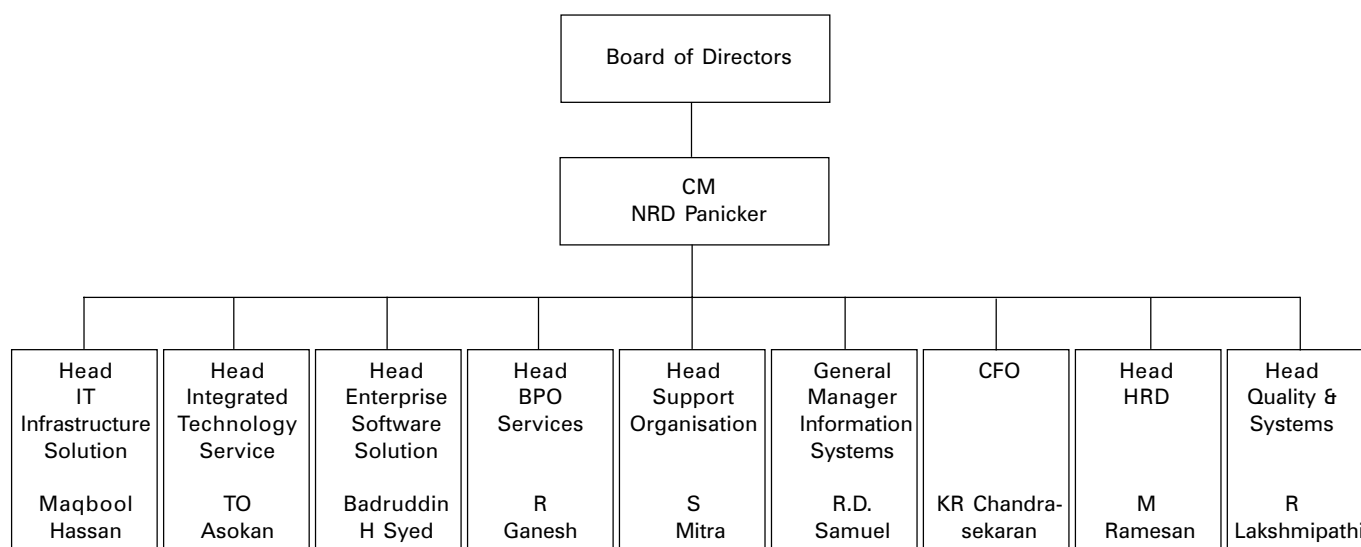 Board of Directors
CM
NRD Panicker
Head
IT
Infrastructure
Solution
Maqbool
Hassan
Head
Integrated
Technology
Service
TO
Asokan
Head
Enterprise
Software
Solution
Badruddin
H Syed
Head
BPO
Services
R
Ganesh
Head
Support
Organisation
S
Mitra
General
Manager
Information
Systems
R.D.
Samuel
CFO
KR Chandra-
sekaran
Head
HRD
M
Ramesan
Head
Quality &
Systems
R
Lakshmipathi